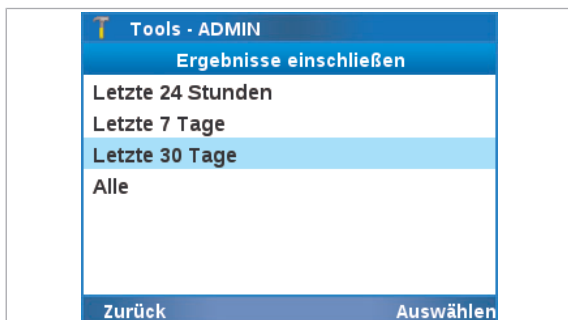 Tools - ADMIN
Ergebnisse einschließen
Letzte 24 Stunden
Letzte 7 Tage
Letzte 30 Tage
Alle
Zurück Auswählen